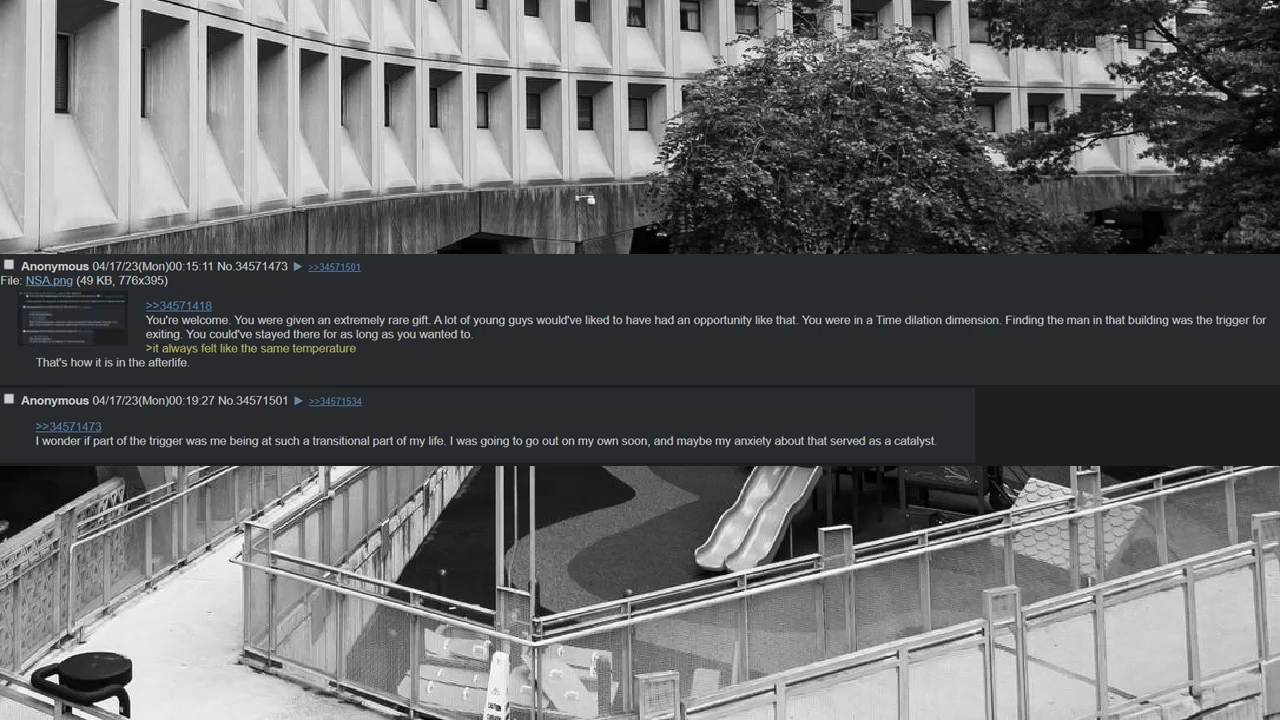 Anonymous 04/17/23(Mon)00:15:11 No.34571473 ▶ >>34571501
File: NSA.png (49 KB, 776x395)
>>34571418
You're welcome. You were given an extremely rare gift. A lot of young guys would've liked to have had an opportunity like that. You were in a Time dilation dimension. Finding the man in that building was the trigger for
exiting. You could've stayed there for as long as you wanted to.
>it always felt like the same temperature
That's how it is in the afterlife.
Anonymous 04/17/23(Mon)00:19:27 No.34571501 ▶ >>34571534
>>34571473
I wonder if part of the trigger was me being at such a transitional part of my life. I was going to go out on my own soon, and maybe my anxiety about that served as a catalyst.